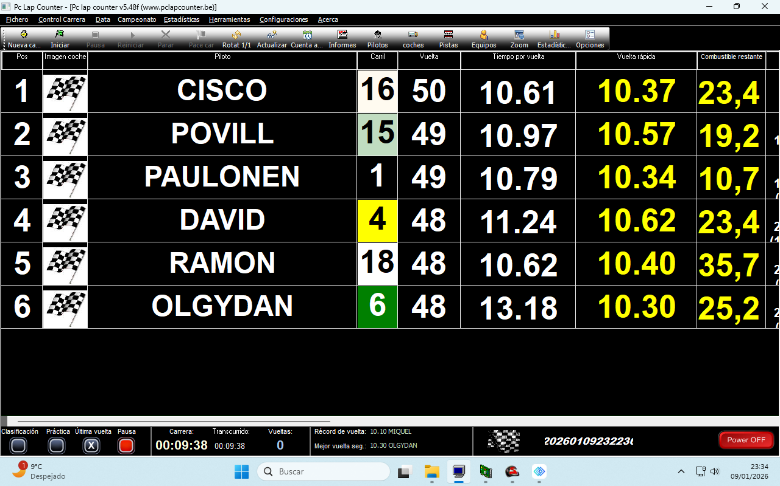 Pc Lap Counter - [Pc lap counter v5.48f (www.pclapcounter.be)]
Fichero Control Carrera Data Campeonato Estadísticas Herramientas Configuraciones Acerca
Nueva ca... Iniciar Pausa Reiniciar Parar Pace car Rotat 1/1 Actualizar Cuenta a... Informes Pilotos coches Pistas Equipos Zoom Estadístic... Opciones
Pos Imagen coche Piloto Carril Vuelta Tiempo por vuelta Vuelta rápida Combustible restante
1 CISCO 16 50 10.61 10.37 23,4
2 POVILL 15 49 10.97 10.57 19,2
3 PAULONEN 1 49 10.79 10.34 10,7
4 DAVID 4 48 11.24 10.62 23,4
5 RAMON 18 48 10.62 10.40 35,7
6 OLGYDAN 6 48 13.18 10.30 25,2
Clasificación Práctica Última vuelta Pausa Carrera: Transcurrido: Vueltas: Récord de vuelta: 10.10 MIQUEL
X 00:09:38 00:09:38 0 Mejor vuelta seg.: 10.30 OLGYDAN
Power OFF
1 9°C
Despejado
Buscar
23:34
09/01/2026